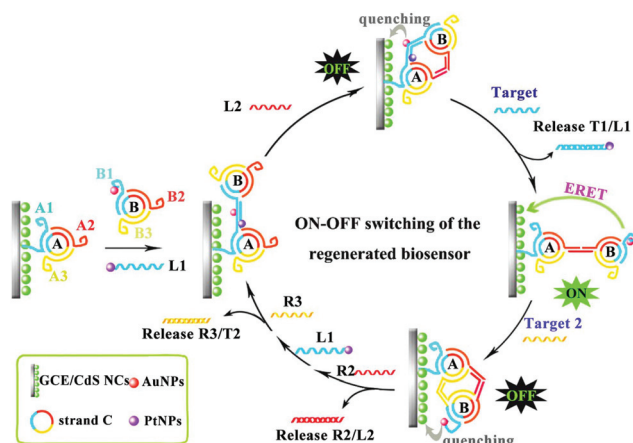 quenching
B
OFF
A
L2
Target
Release T1/L1
B1
B2
B
B3
A1
A2
A
A3
L1
B
A
ON-OFF switching of the
regenerated biosensor
ERET
A
B
ON
R3
Release R3/T2
L1
R2
Target 2
A
B
OFF
Release R2/L2
quenching
GCE/CdS NCs
AuNPs
strand C
PtNPs